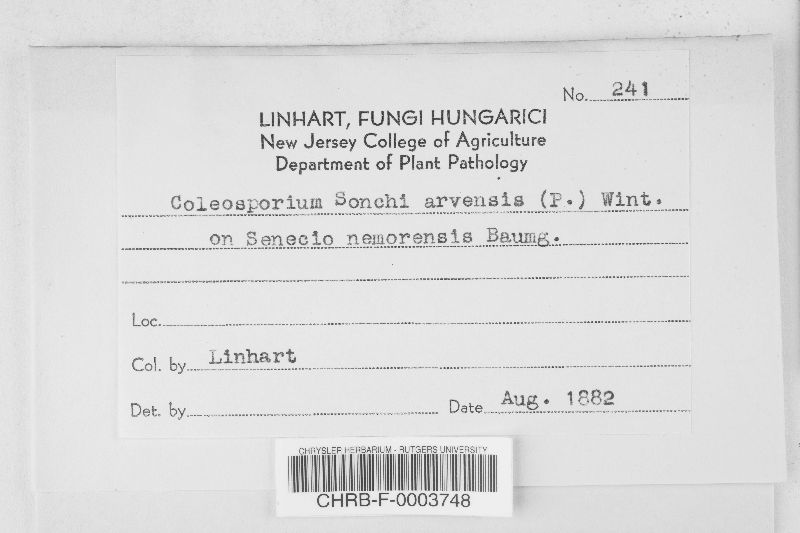 No. 241
LINHART, FUNGI HUNGARICI
New Jersey College of Agriculture
Department of Plant Pathology
Coleosporium Sonchi arvensis (P.) Wint.
on Senecio nemorensis Baumg.
Loc.
Col. by Linhart
Det. by Date Aug. 1882
CHRYSLER HERBARIUM - RUTGERS UNIVERSITY
CHRB-F-0003748